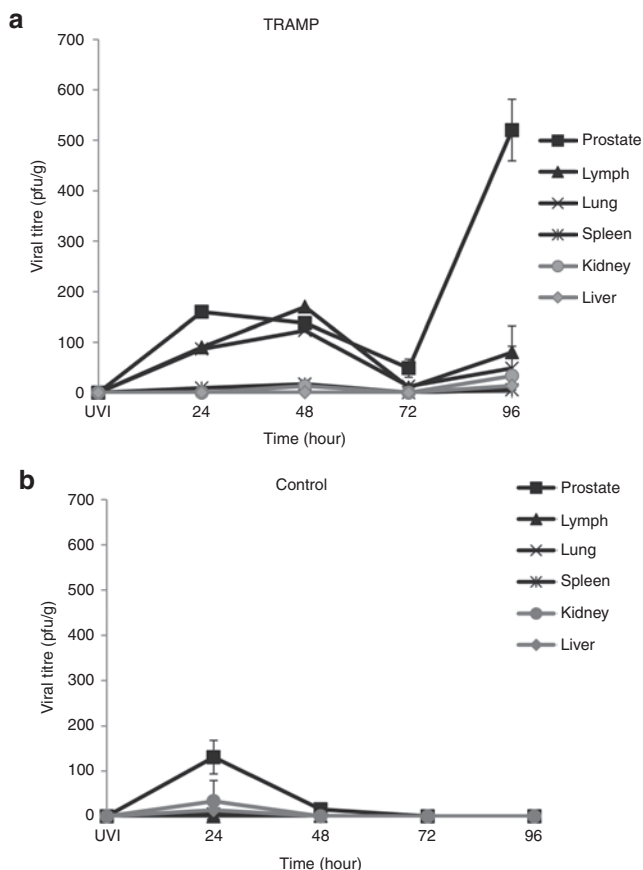 a
TRAMP
700
600
500
400
300
200
100
0
Viral titre (pfu/g)
UVI 24 48 72 96
Time (hour)
Prostate
Lymph
Lung
Spleen
Kidney
Liver
b
Control
700
600
500
400
300
200
100
0
Viral titre (pfu/g)
UVI 24 48 72 96
Time (hour)
Prostate
Lymph
Lung
Spleen
Kidney
Liver